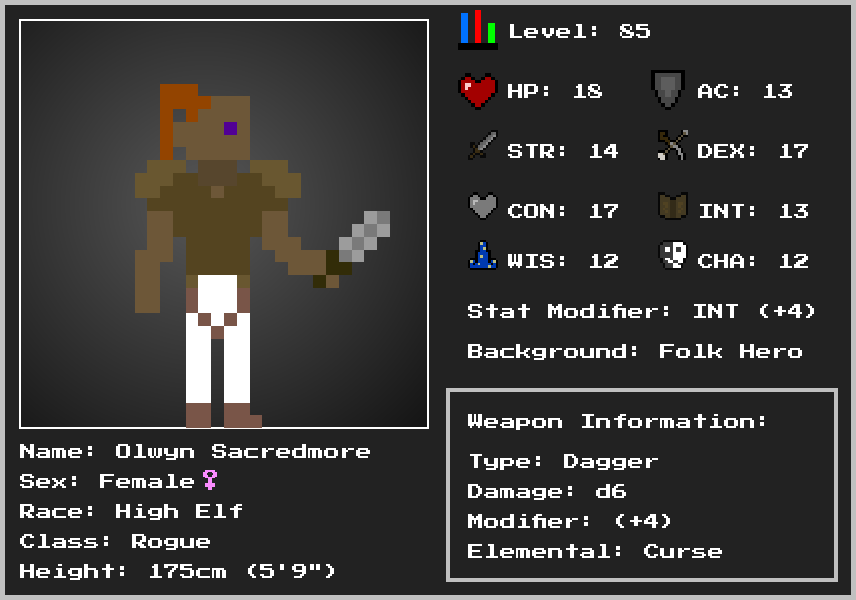 Level: 85
HP: 18 AC: 13
STR: 14 DEX: 17
CON: 17 INT: 13
WIS: 12 CHA: 12
Stat Modifier: INT (+4)
Background: Folk Hero
Weapon Information:
Type: Dagger
Damage: d6
Modifier: (+4)
Elemental: Curse
Name: Olwyn Sacredmore
Sex: Female♀
Race: High Elf
Class: Rogue
Height: 175cm (5'9")